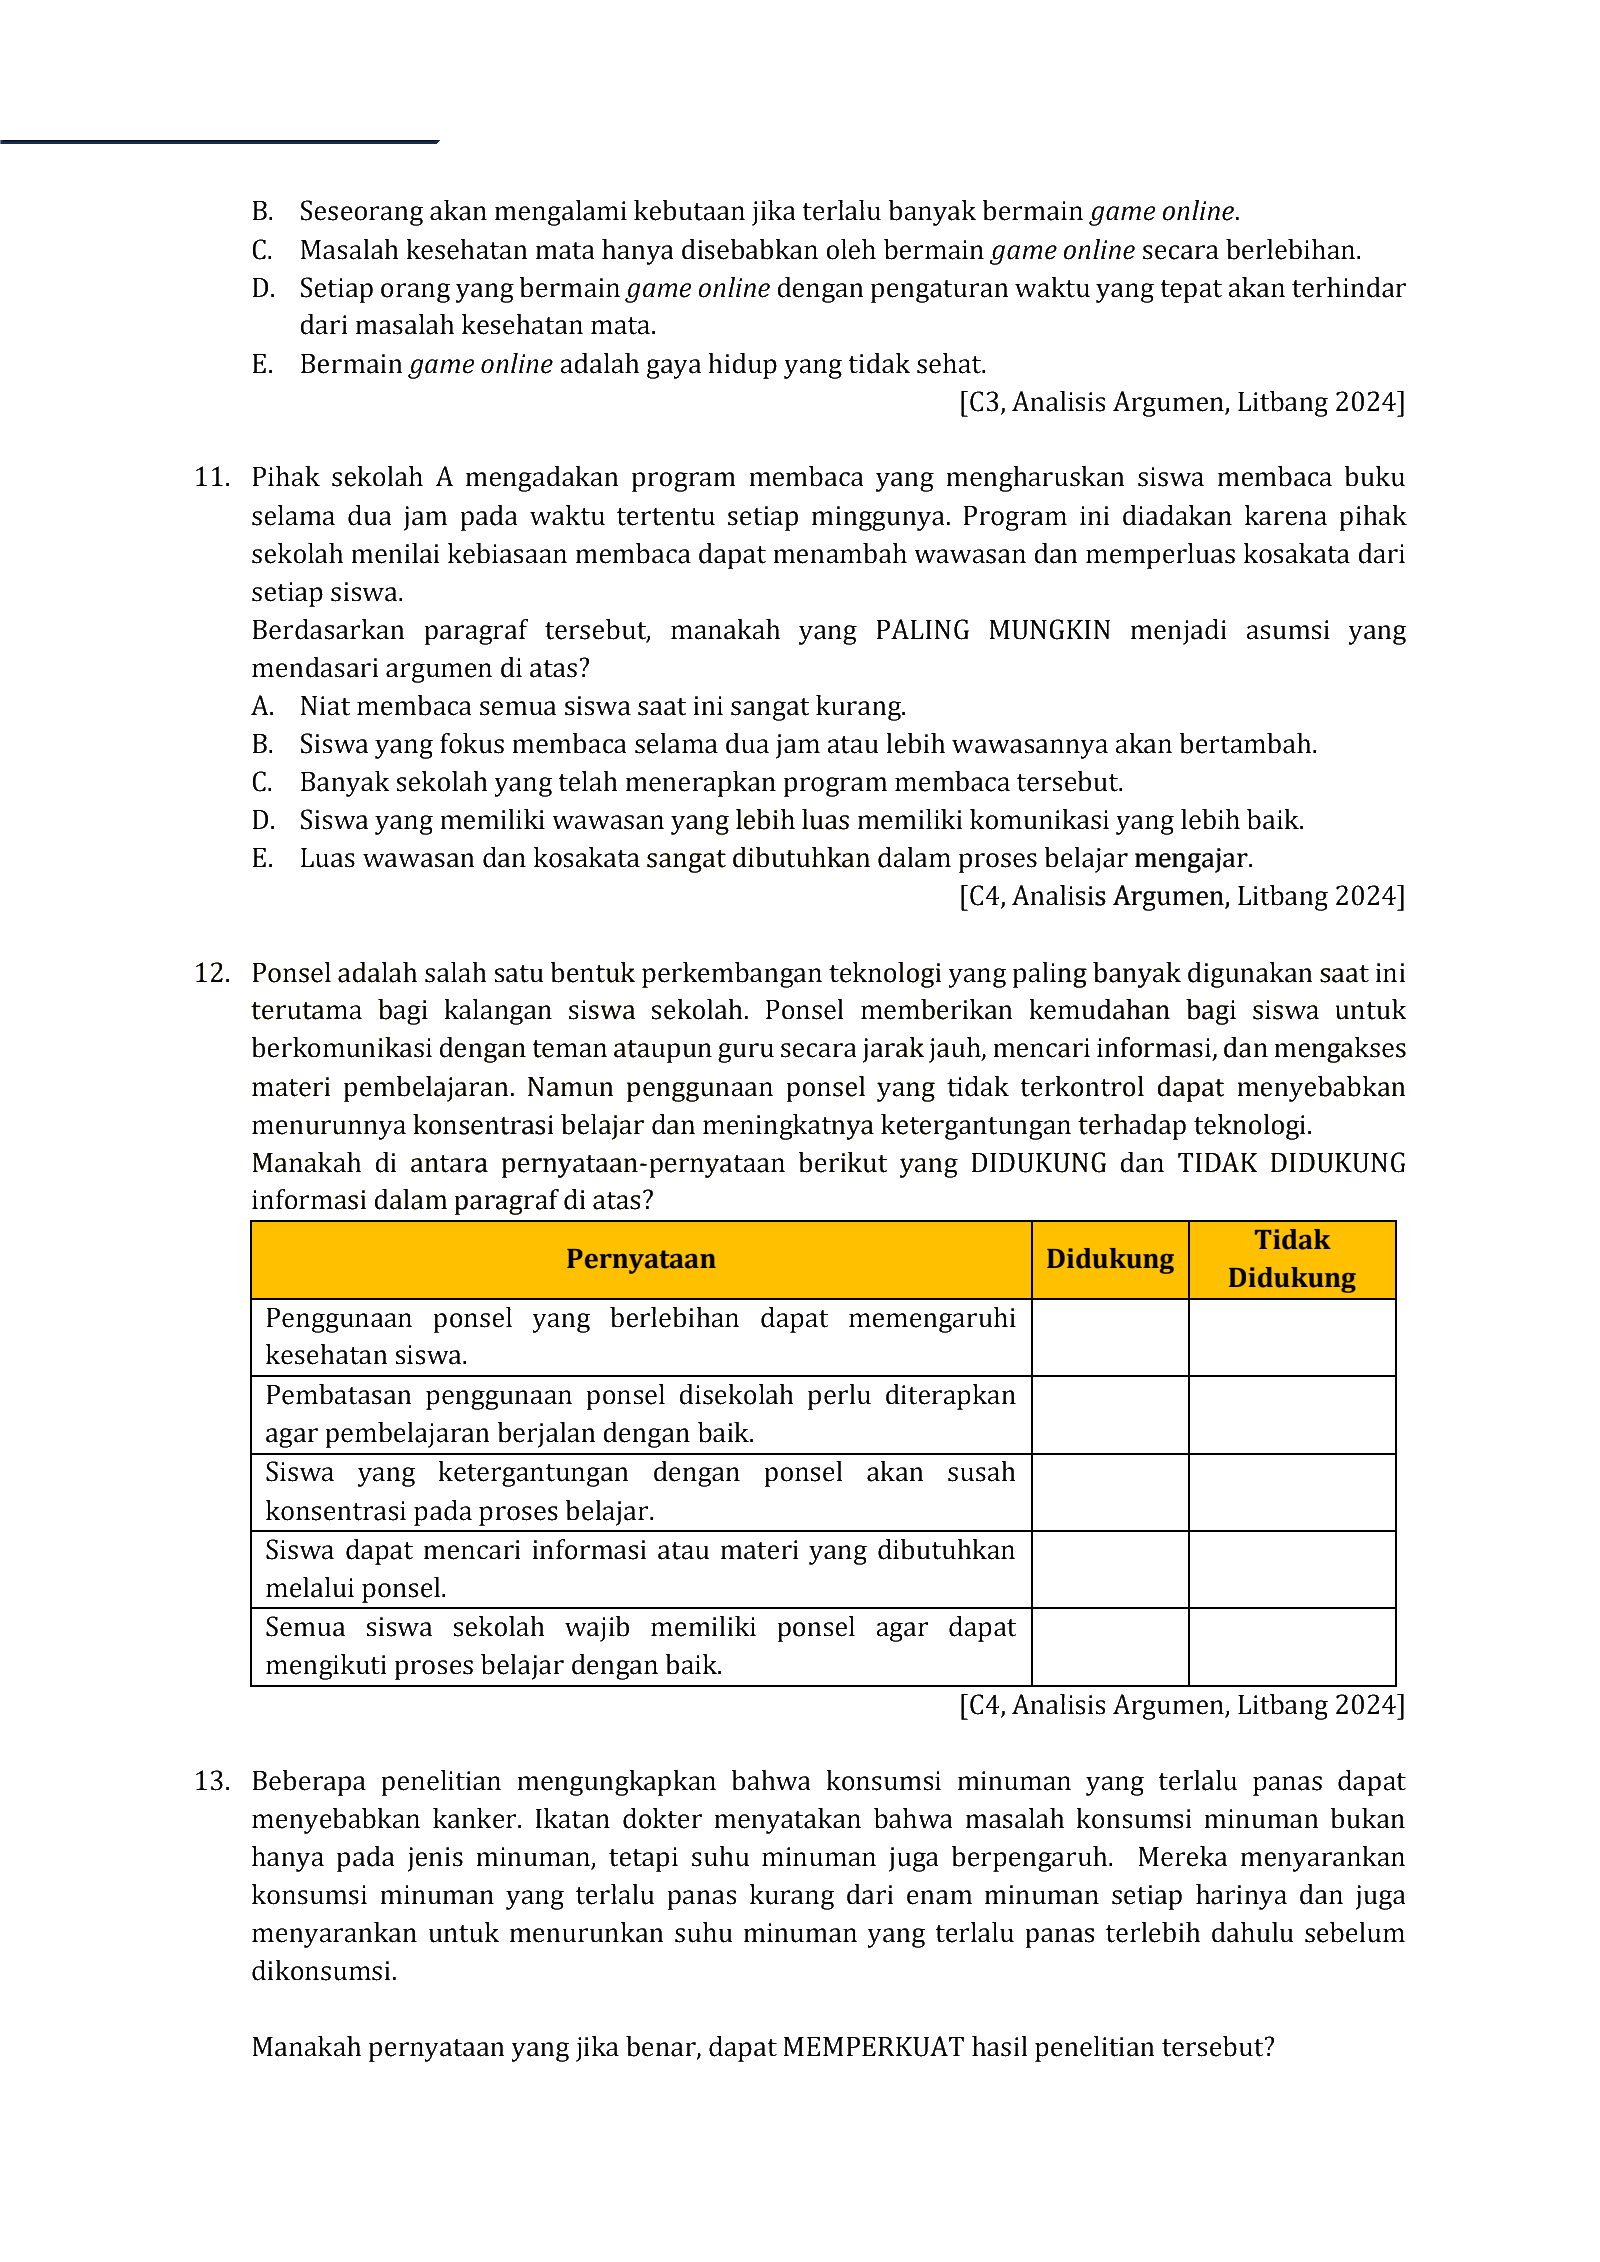 B. Seseorang akan mengalami kebutaan jika terlalu banyak bermain game online.
C. Masalah kesehatan mata hanya disebabkan oleh bermain game online secara berlebihan.
D. Setiap orang yang bermain game online dengan pengaturan waktu yang tepat akan terhindar
dari masalah kesehatan mata.
E. Bermain game online adalah gaya hidup yang tidak sehat.
[C3, Analisis Argumen, Litbang 2024]
11. Pihak sekolah A mengadakan program membaca yang mengharuskan siswa membaca buku
selama dua jam pada waktu tertentu setiap minggunya. Program ini diadakan karena pihak
sekolah menilai kebiasaan membaca dapat menambah wawasan dan memperluas kosakata dari
setiap siswa.
Berdasarkan paragraf tersebut, manakah yang PALING MUNGKIN menjadi asumsi yang
mendasari argumen di atas?
A. Niat membaca semua siswa saat ini sangat kurang.
B. Siswa yang fokus membaca selama dua jam atau lebih wawasannya akan bertambah.
C. Banyak sekolah yang telah menerapkan program membaca tersebut.
D. Siswa yang memiliki wawasan yang lebih luas memiliki komunikasi yang lebih baik.
E. Luas wawasan dan kosakata sangat dibutuhkan dalam proses belajar mengajar.
[C4, Analisis Argumen, Litbang 2024]
12. Ponsel adalah salah satu bentuk perkembangan teknologi yang paling banyak digunakan saat ini
terutama bagi kalangan siswa sekolah. Ponsel memberikan kemudahan bagi siswa untuk
berkomunikasi dengan teman ataupun guru secara jarak jauh, mencari informasi, dan mengakses
materi pembelajaran. Namun penggunaan ponsel yang tidak terkontrol dapat menyebabkan
menurunnya konsentrasi belajar dan meningkatnya ketergantungan terhadap teknologi.
Manakah di antara pernyataan-pernyataan berikut yang DIDUKUNG dan TIDAK DIDUKUNG
informasi dalam paragraf di atas?
Pernyataan Didukung Tidak
Didukung
Penggunaan ponsel yang berlebihan dapat memengaruhi
kesehatan siswa.
Pembatasan penggunaan ponsel disekolah perlu diterapkan
agar pembelajaran berjalan dengan baik.
Siswa yang ketergantungan dengan ponsel akan susah
konsentrasi pada proses belajar.
Siswa dapat mencari informasi atau materi yang dibutuhkan
melalui ponsel.
Semua siswa sekolah wajib memiliki ponsel agar dapat
mengikuti proses belajar dengan baik.
[C4, Analisis Argumen, Litbang 2024]
13. Beberapa penelitian mengungkapkan bahwa konsumsi minuman yang terlalu panas dapat
menyebabkan kanker. Ikatan dokter menyatakan bahwa masalah konsumsi minuman bukan
hanya pada jenis minuman, tetapi suhu minuman juga berpengaruh. Mereka menyarankan
konsumsi minuman yang terlalu panas kurang dari enam minuman setiap harinya dan juga
menyarankan untuk menurunkan suhu minuman yang terlalu panas terlebih dahulu sebelum
dikonsumsi.
Manakah pernyataan yang jika benar, dapat MEMPERKUAT hasil penelitian tersebut?